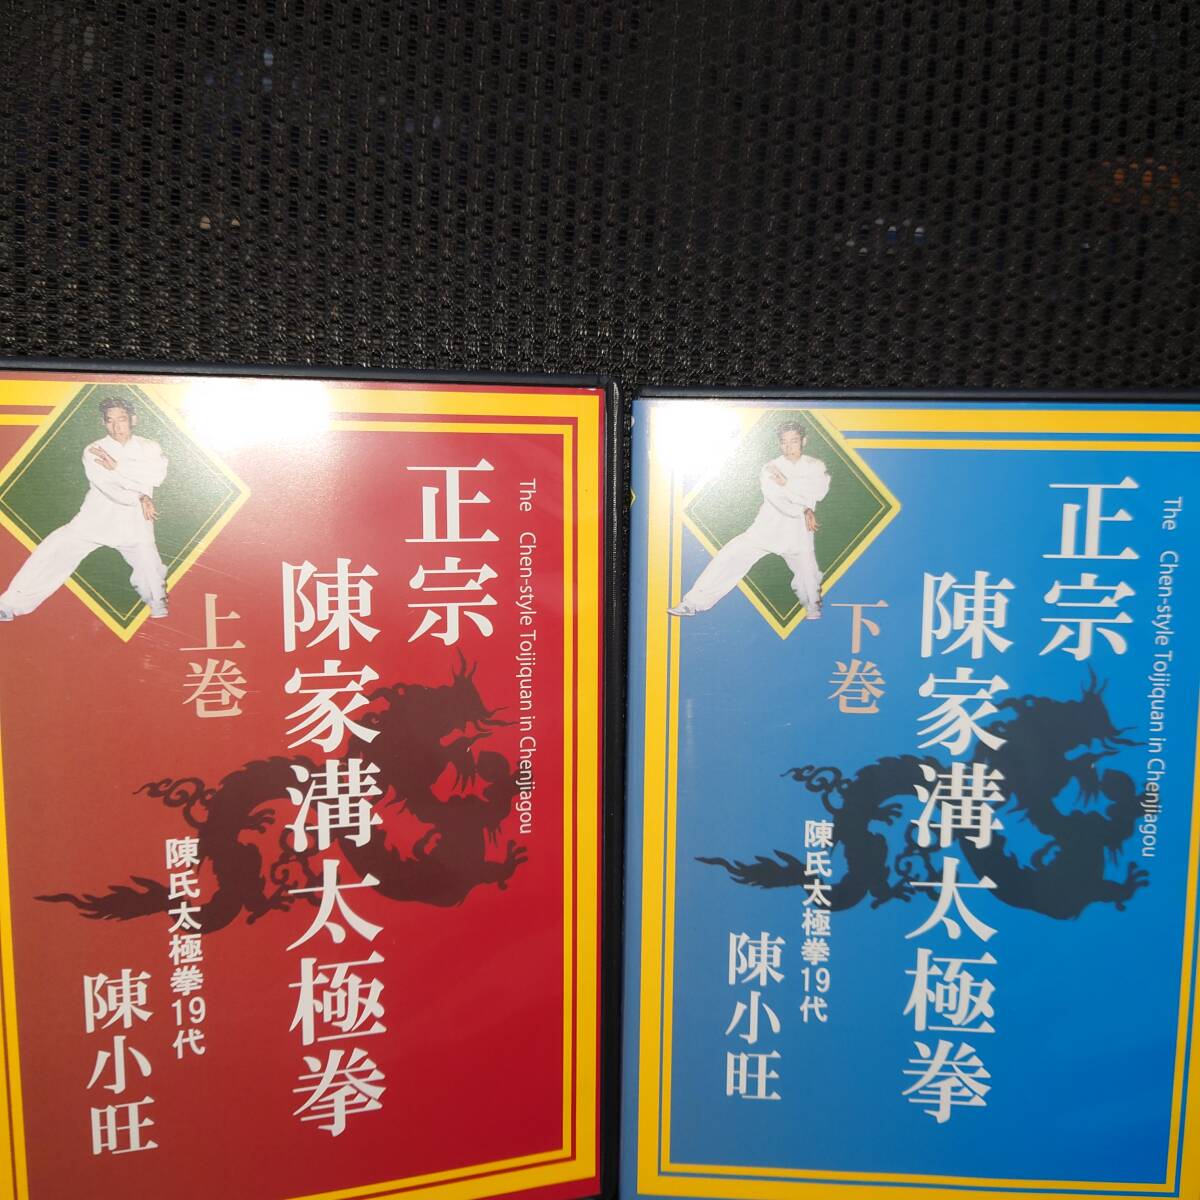 The Chen-style Toijiquan in Chenjiagou
正宗
陳家溝太極拳
上巻
陳氏太極拳19代
陳小旺
The Chen-style Toijiquan in Chenjiagou
正宗
陳家溝太極拳
下巻
陳氏太極拳19代
陳小旺